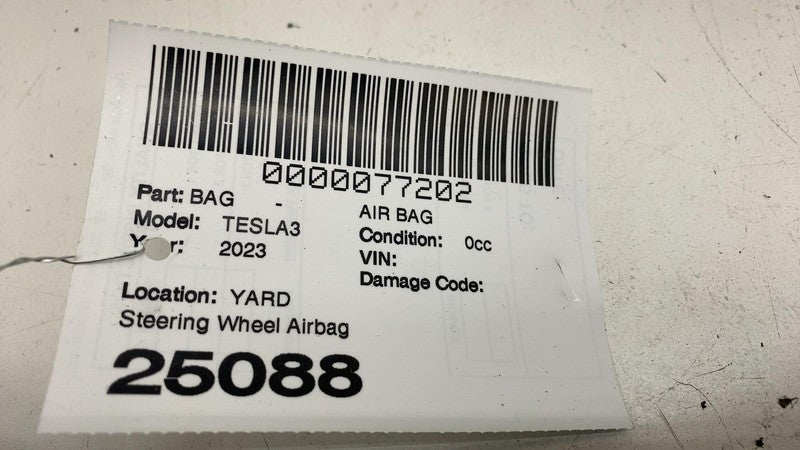 0000077202
Part: BAG -
AIR BAG
Model: TESLA3
Condition: 0cc
2023
VIN:
Damage Code:
Location: YARD
Steering Wheel Airbag
25088